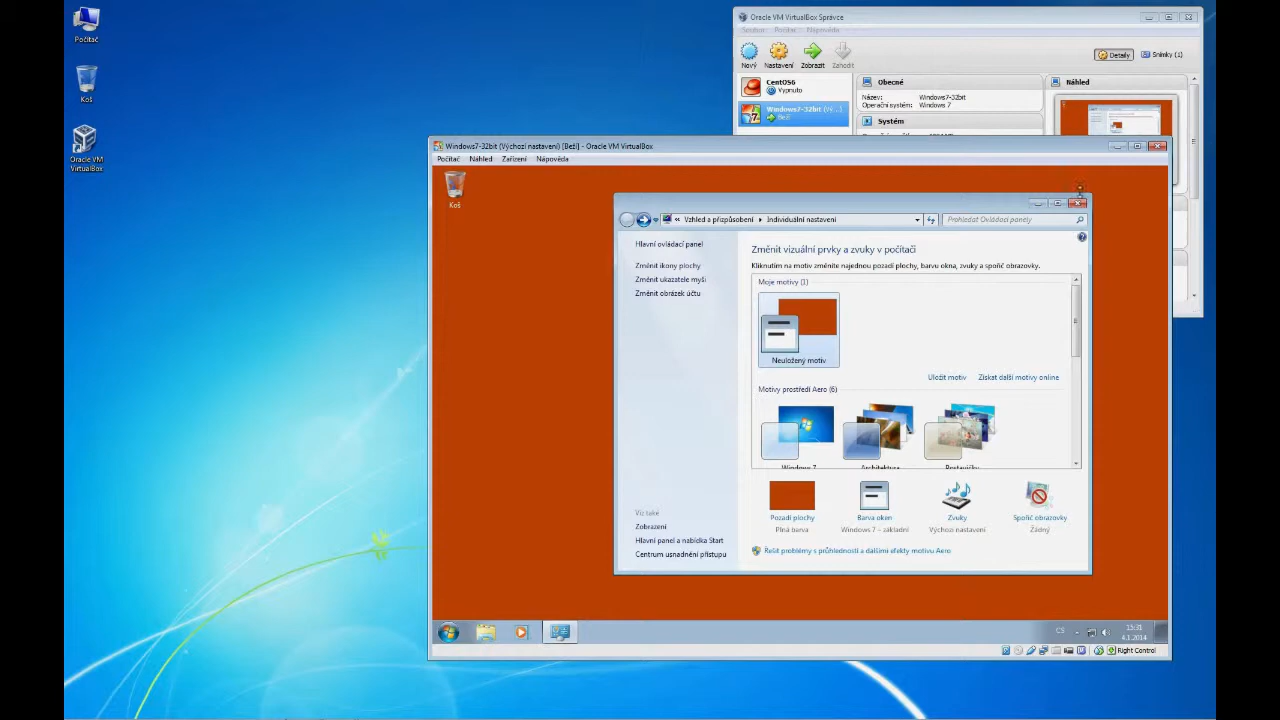 Počítač
Koš
Oracle VM
VirtualBox
Oracle VM VirtualBox Správce
Soubor Počítač Nápověda
Nový Nastavení Zobrazit Zahodit
Detaily Snímky (1)
CentOS6
Vypnuto
Windows7-32bit (Vý...)
Běží
Obecné
Název: Windows7-32bit
Operační systém: Windows 7
Systém
Náhled
Windows7-32bit (Výchozí nastavení) [Běží] - Oracle VM VirtualBox
Počítač Náhled Zařízení Nápověda
Koš
« Vzhled a přizpůsobení Individuální nastavení
Prohledat Ovládací panely
Hlavní ovládací panel
Změnit ikony plochy
Změnit ukazatele myši
Změnit obrázek účtu
Změnit vizuální prvky a zvuky v počítači
Kliknutím na motiv změníte najednou pozadí plochy, barvu okna, zvuky a spořič obrazovky.
Moje motivy (1)
Neuložený motiv
Uložit motiv Získat další motivy online
Motivy prostředí Aero (6)
Windows 7 Architektura Postavičky
Pozadí plochy
Plná barva
Barva oken
Windows 7 – základní
Zvuky
Výchozí nastavení
Spořič obrazovky
Žádný
Viz také
Zobrazení
Hlavní panel a nabídka Start
Centrum usnadnění přístupu
Řešit problémy s průhledností a dalšími efekty motivu Aero
CS
15:31
4.1.2014
Right Control